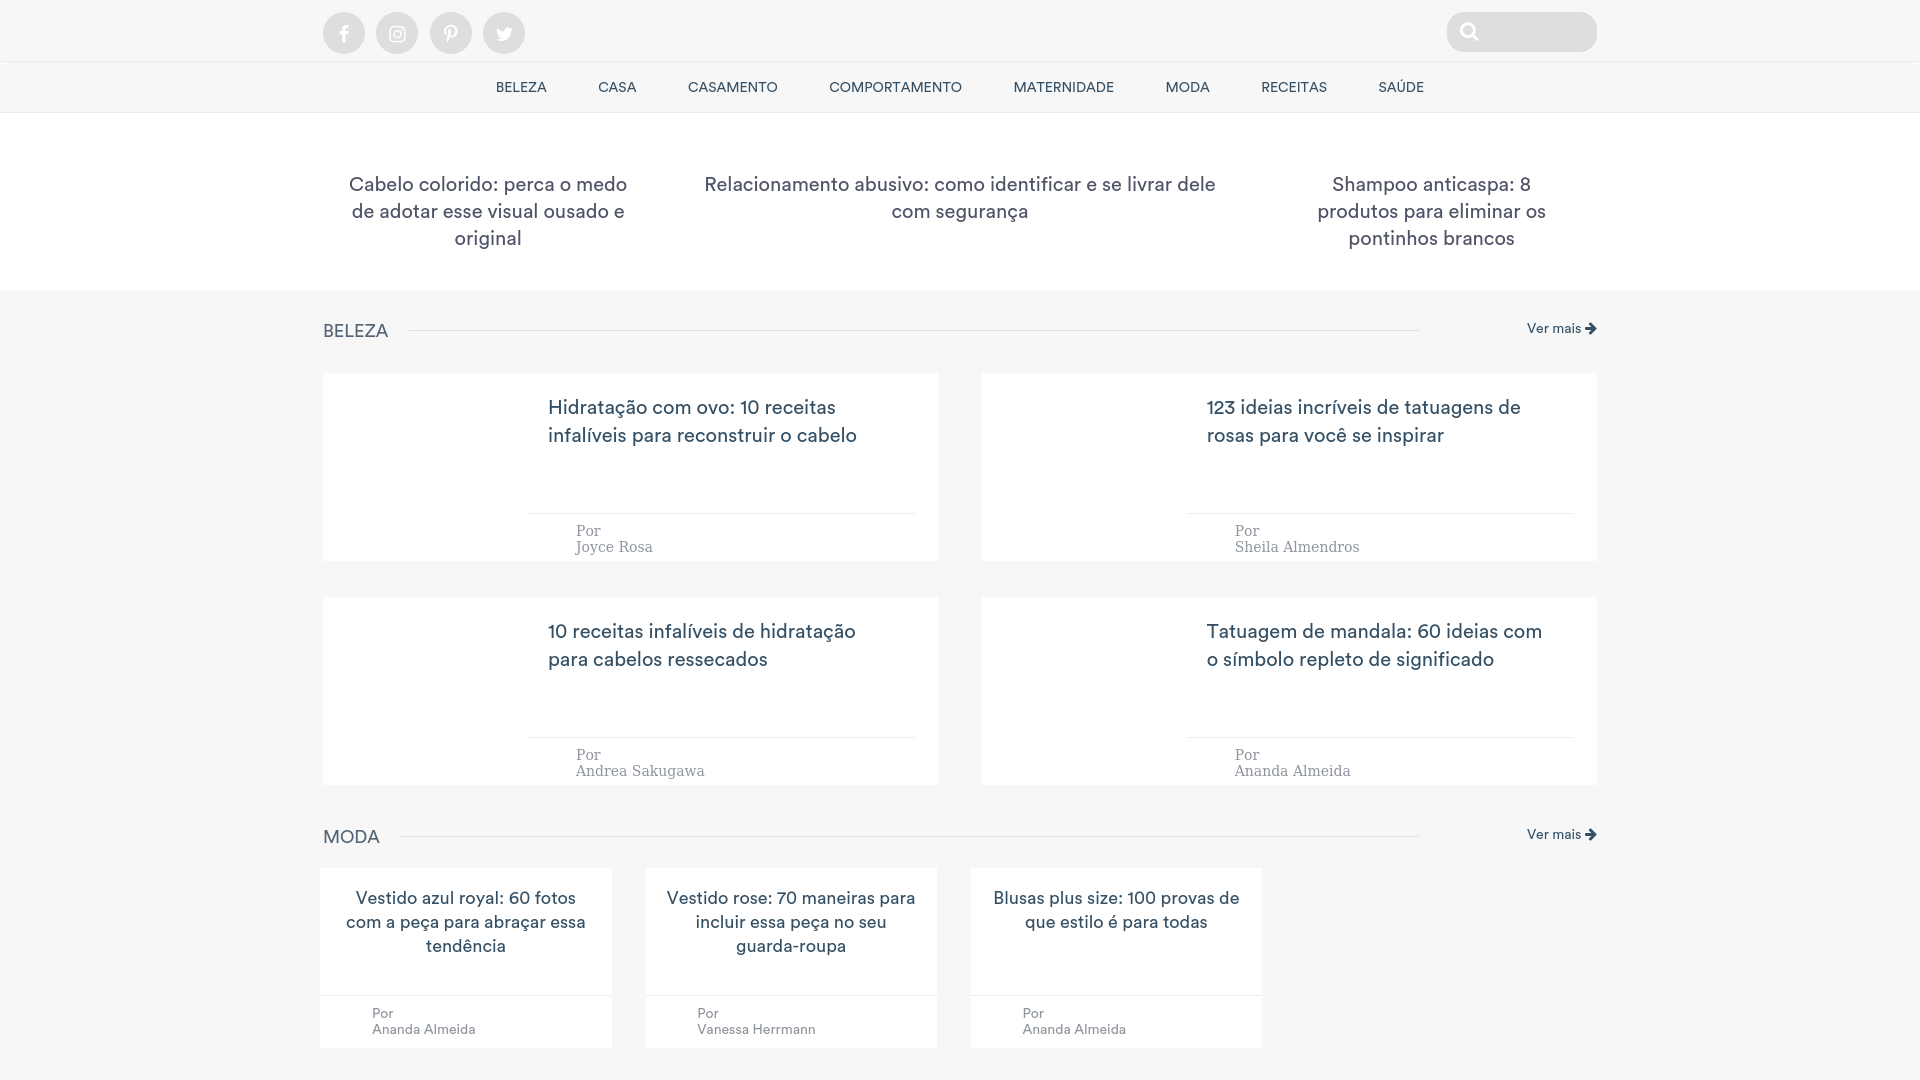 BELEZA CASA CASAMENTO COMPORTAMENTO MATERNIDADE MODA RECEITAS SAÚDE
Cabelo colorido: perca o medo
de adotar esse visual ousado e
original
Relacionamento abusivo: como identificar e se livrar dele
com segurança
Shampoo anticaspa: 8
produtos para eliminar os
pontinhos brancos
BELEZA
Ver mais
Hidratação com ovo: 10 receitas
infalíveis para reconstruir o cabelo
Por
Joyce Rosa
123 ideias incríveis de tatuagens de
rosas para você se inspirar
Por
Sheila Almendros
10 receitas infalíveis de hidratação
para cabelos ressecados
Por
Andrea Sakugawa
Tatuagem de mandala: 60 ideias com
o símbolo repleto de significado
Por
Ananda Almeida
MODA
Ver mais
Vestido azul royal: 60 fotos
com a peça para abraçar essa
tendência
Por
Ananda Almeida
Vestido rose: 70 maneiras para
incluir essa peça no seu
guarda-roupa
Por
Vanessa Herrmann
Blusas plus size: 100 provas de
que estilo é para todas
Por
Ananda Almeida